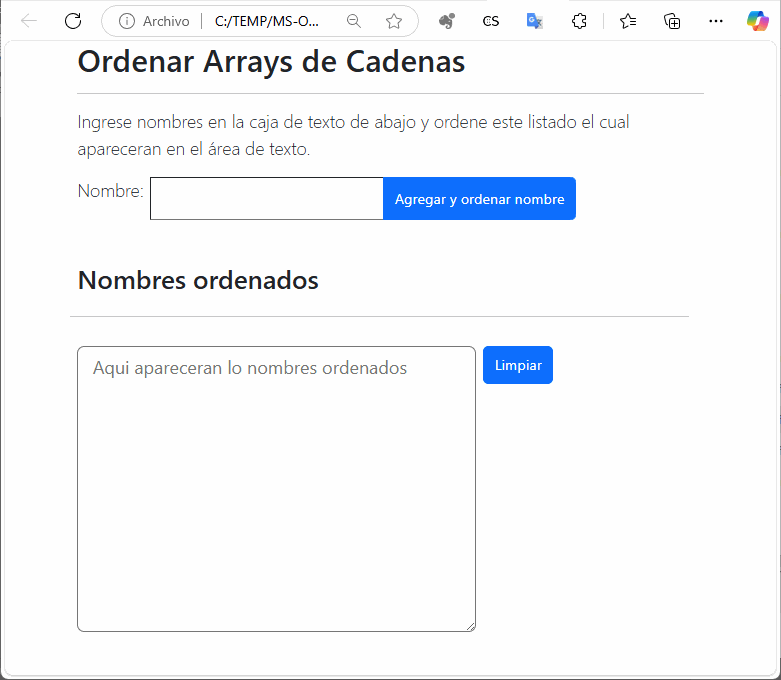 Archivo C:/TEMP/MS-O...
Ordenar Arrays de Cadenas
Ingrese nombres en la caja de texto de abajo y ordene este listado el cual
apareceran en el área de texto.
Nombre: Agregar y ordenar nombre
Nombres ordenados
Aqui apareceran lo nombres ordenados
Limpiar